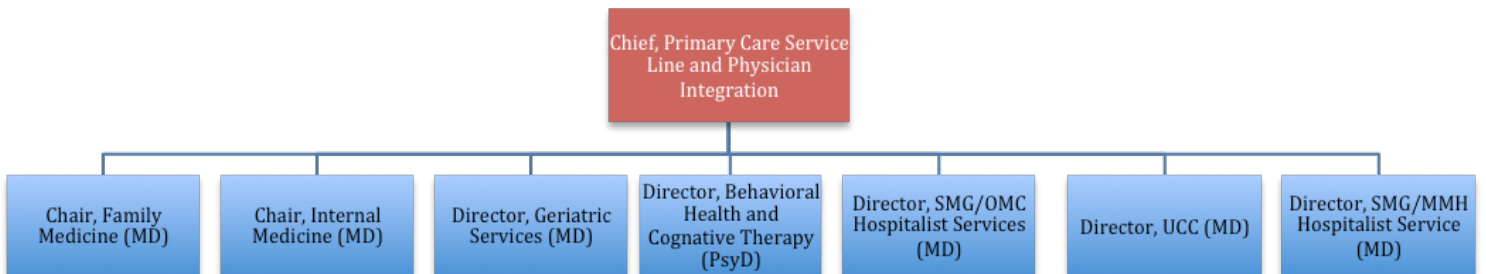 Chief, Primary Care Service
Line and Physician
Integration
Chair, Family
Medicine (MD)
Chair, Internal
Medicine (MD)
Director, Geriatric
Services (MD)
Director, Behavioral
Health and
Cognative Therapy
(PsyD)
Director, SMG/OMC
Hospitalist Services
(MD)
Director, UCC (MD)
Director, SMG/MMH
Hospitalist Service
(MD)